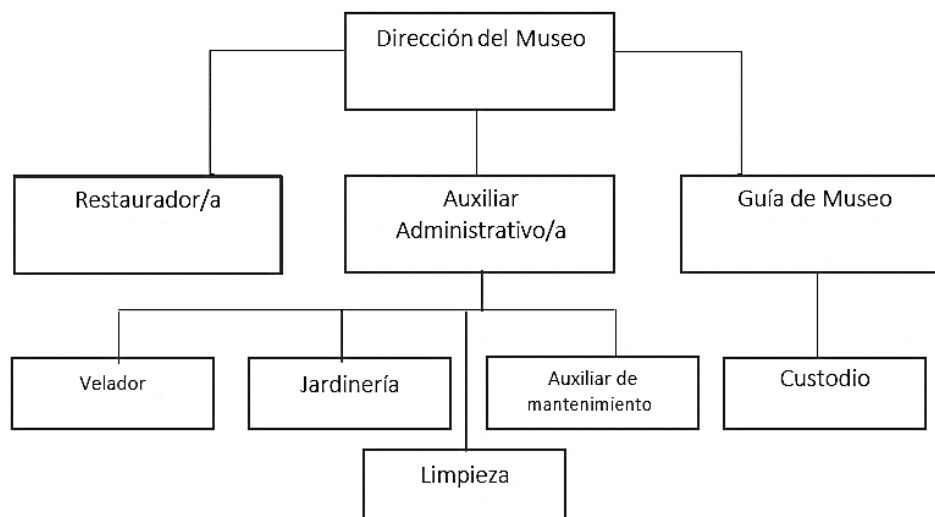 Dirección del Museo
Restaurador/a
Auxiliar
Administrativo/a
Guía de Museo
Velador
Jardinería
Auxiliar de
mantenimiento
Custodio
Limpieza